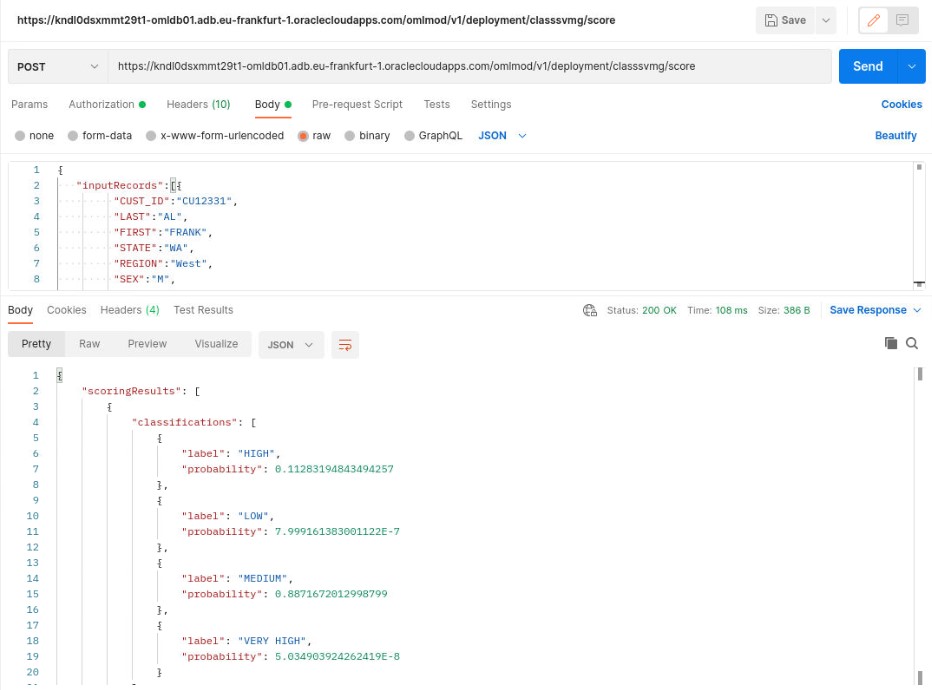 https://kndl0dsxmmt29t1-omldb01.adb.eu-frankfurt-1.oraclecloudapps.com/omlmod/v1/deployment/classsvmg/score
Save
POST https://kndl0dsxmmt29t1-omldb01.adb.eu-frankfurt-1.oraclecloudapps.com/omlmod/v1/deployment/classsvmg/score Send
Params Authorization Headers (10) Body Pre-request Script Tests Settings Cookies
none form-data x-www-form-urlencoded raw binary GraphQL JSON Beautify
1 {
2 "inputRecords":[{
3 "CUST_ID":"CU12331",
4 "LAST":"AL",
5 "FIRST":"FRANK",
6 "STATE":"WA",
7 "REGION":"West",
8 "SEX":"M",
Body Cookies Headers (4) Test Results Status: 200 OK Time: 108 ms Size: 386 B Save Response
Pretty Raw Preview Visualize JSON
1 {
2 "scoringResults": [
3 {
4 "classifications": [
5 {
6 "label": "HIGH",
7 "probability": 0.11283194843494257
8 },
9 {
10 "label": "LOW",
11 "probability": 7.999161383001122E-7
12 },
13 {
14 "label": "MEDIUM",
15 "probability": 0.8871672012998799
16 },
17 {
18 "label": "VERY HIGH",
19 "probability": 5.034903924262419E-8
20 }